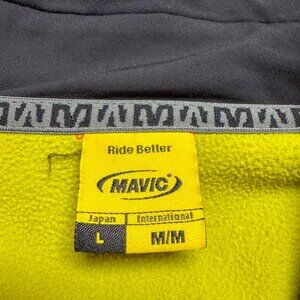 Ride Better
MAVIC
Japan International
L M/M